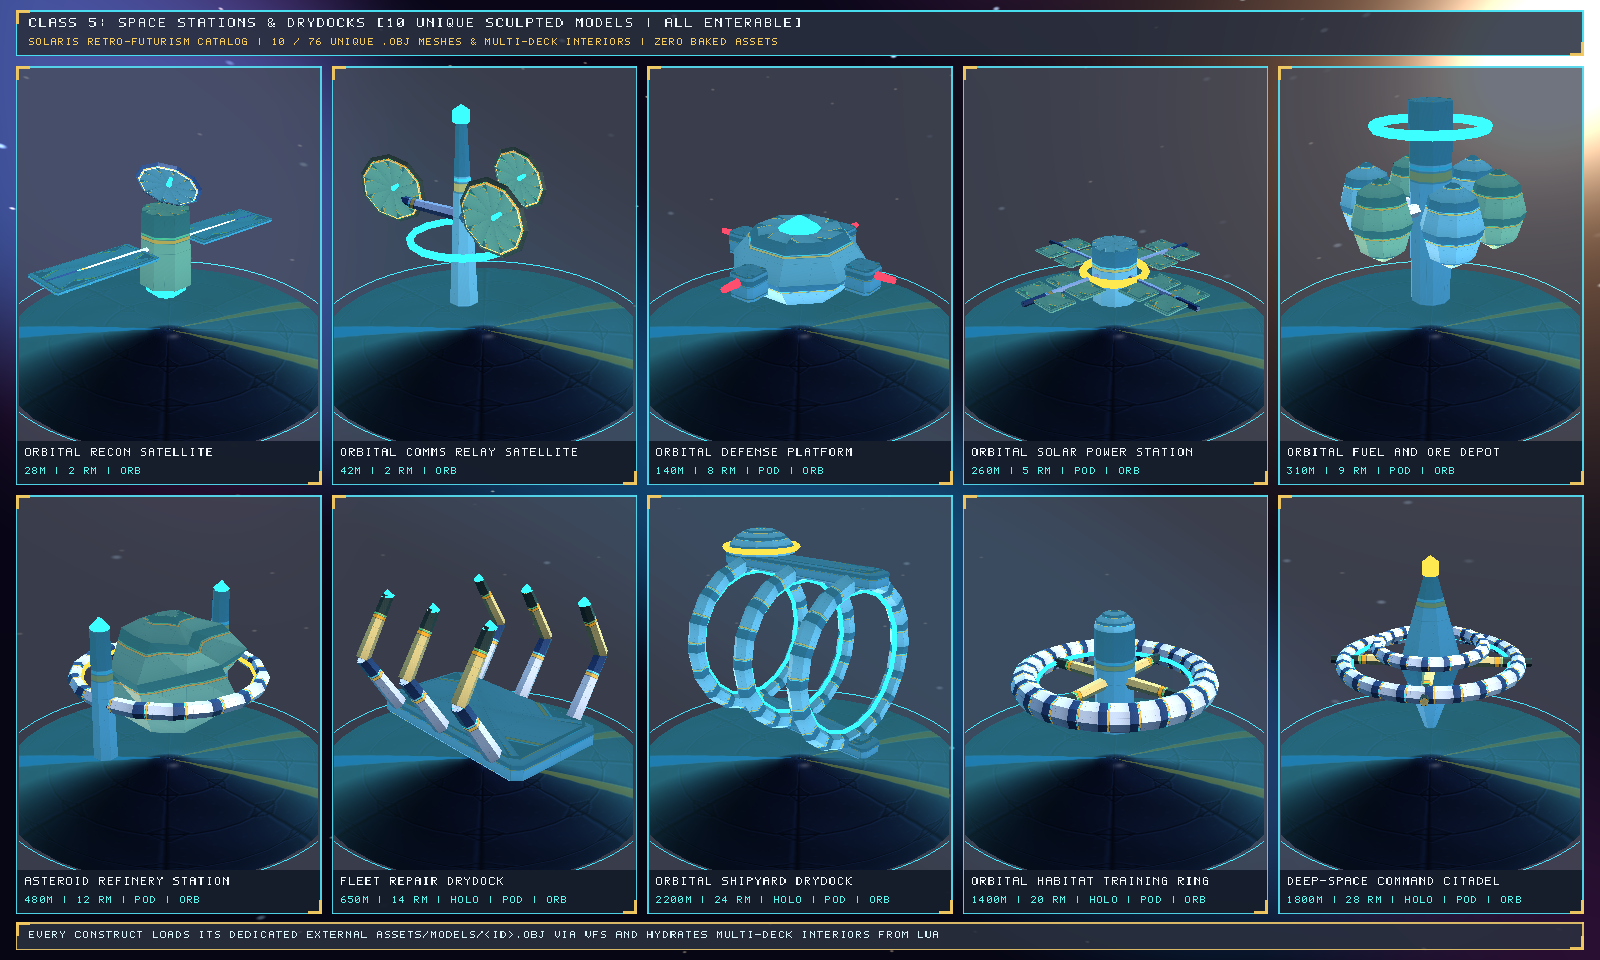 CLASS 5: SPACE STATIONS & DRYDOCKS [10 UNIQUE SCULPTED MODELS | ALL ENTERABLE]
SOLARIS RETRO-FUTURISM CATALOG | 10 / 76 UNIQUE .OBJ MESHES & MULTI-DECK INTERIORS | ZERO BAKED ASSETS
ORBITAL RECON SATELLITE
28M | 2 RM | ORB
ORBITAL COMMS RELAY SATELLITE
42M | 2 RM | ORB
ORBITAL DEFENSE PLATFORM
140M | 8 RM | POD | ORB
ORBITAL SOLAR POWER STATION
260M | 5 RM | POD | ORB
ORBITAL FUEL AND ORE DEPOT
310M | 9 RM | POD | ORB
ASTEROID REFINERY STATION
480M | 12 RM | POD | ORB
FLEET REPAIR DRYDOCK
650M | 14 RM | HOLO | POD | ORB
ORBITAL SHIPYARD DRYDOCK
2200M | 24 RM | HOLO | POD | ORB
ORBITAL HABITAT TRAINING RING
1400M | 20 RM | HOLO | POD | ORB
DEEP-SPACE COMMAND CITADEL
1800M | 28 RM | HOLO | POD | ORB
EVERY CONSTRUCT LOADS ITS DEDICATED EXTERNAL ASSETS/MODELS/<ID>.OBJ VIA VFS AND HYDRATES MULTI-DECK INTERIORS FROM LUA